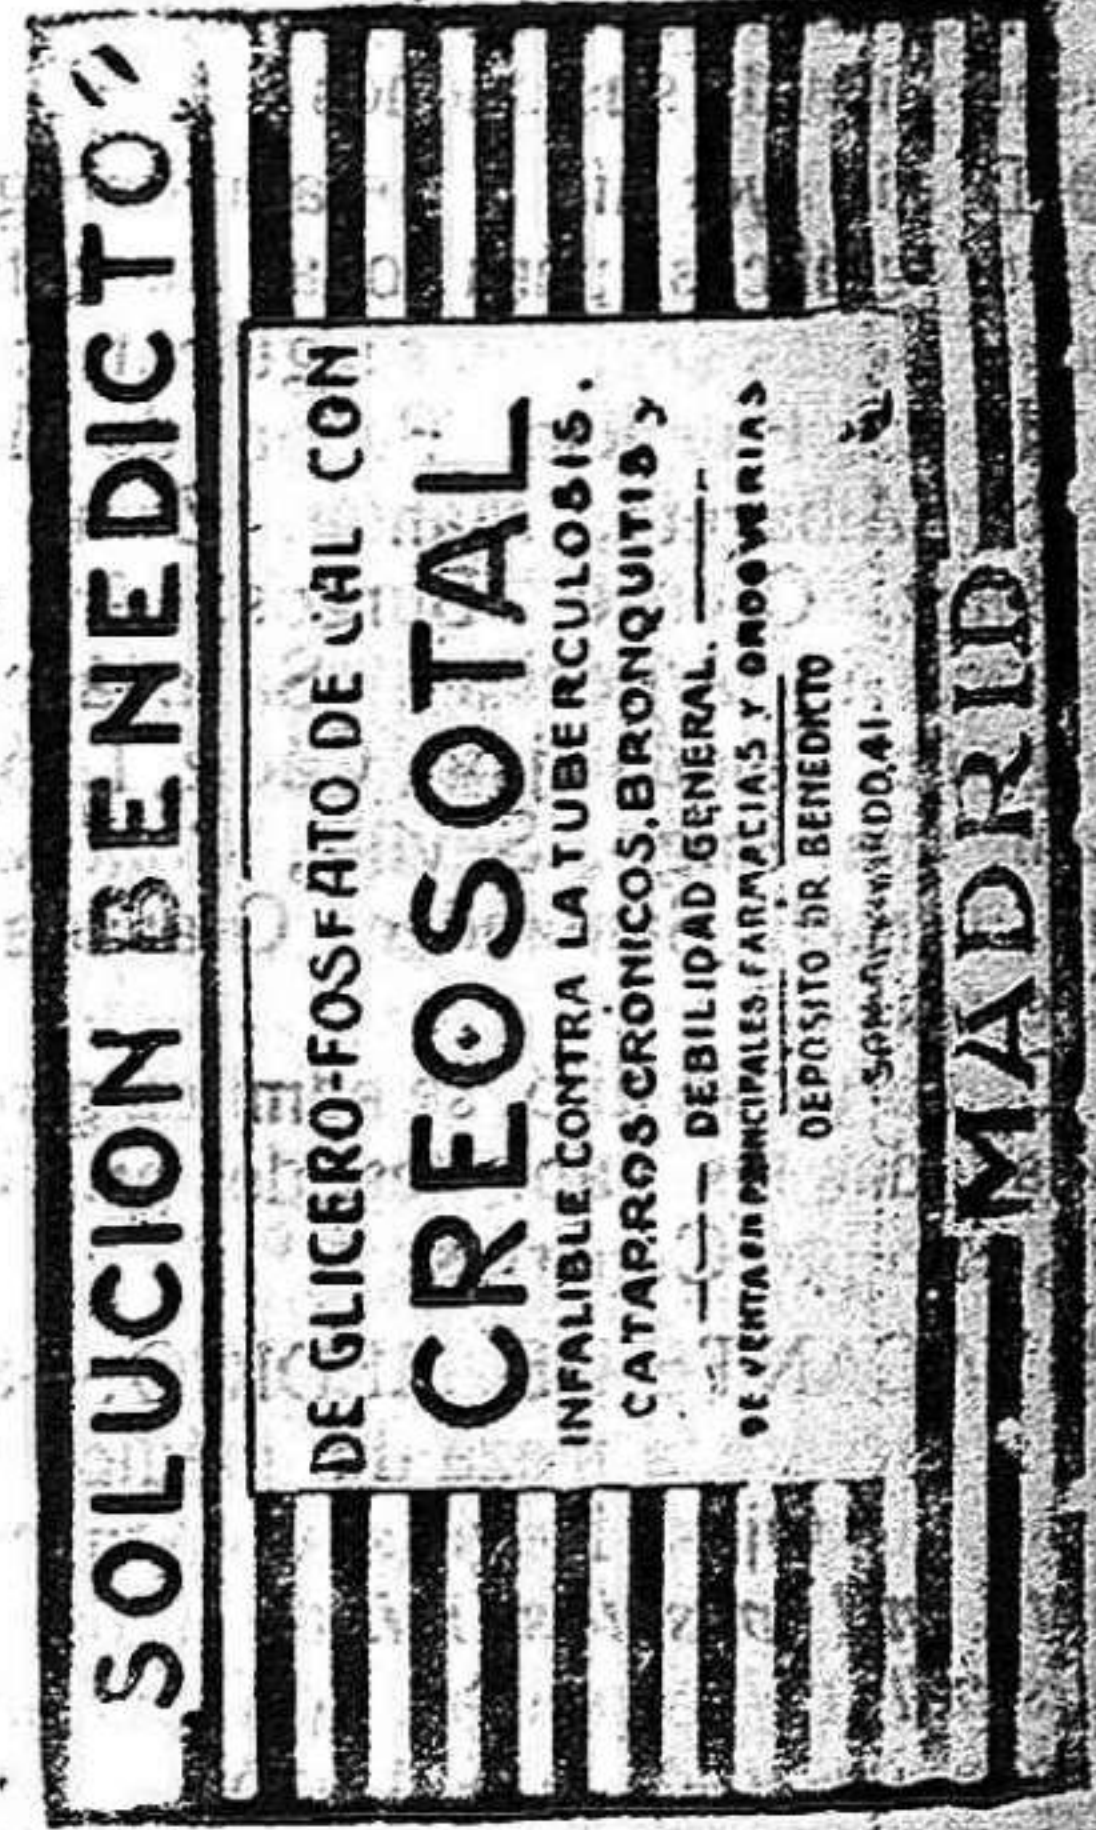 SOLUCION BENEDICTO"
DE GLICERO-FOSFATO DE CAL CON
CREOSOTAL
INFALIBLE CONTRA LA TUBERCULOSIS.
CATARROS CRÓNICOS, BRONQUITIS y
DEBILIDAD GENERAL.
DE VENTA en PRINCIPALES FARMACIAS Y DROGUERIAS
DEPOSITO DR BENEDICTO
41
MADRID